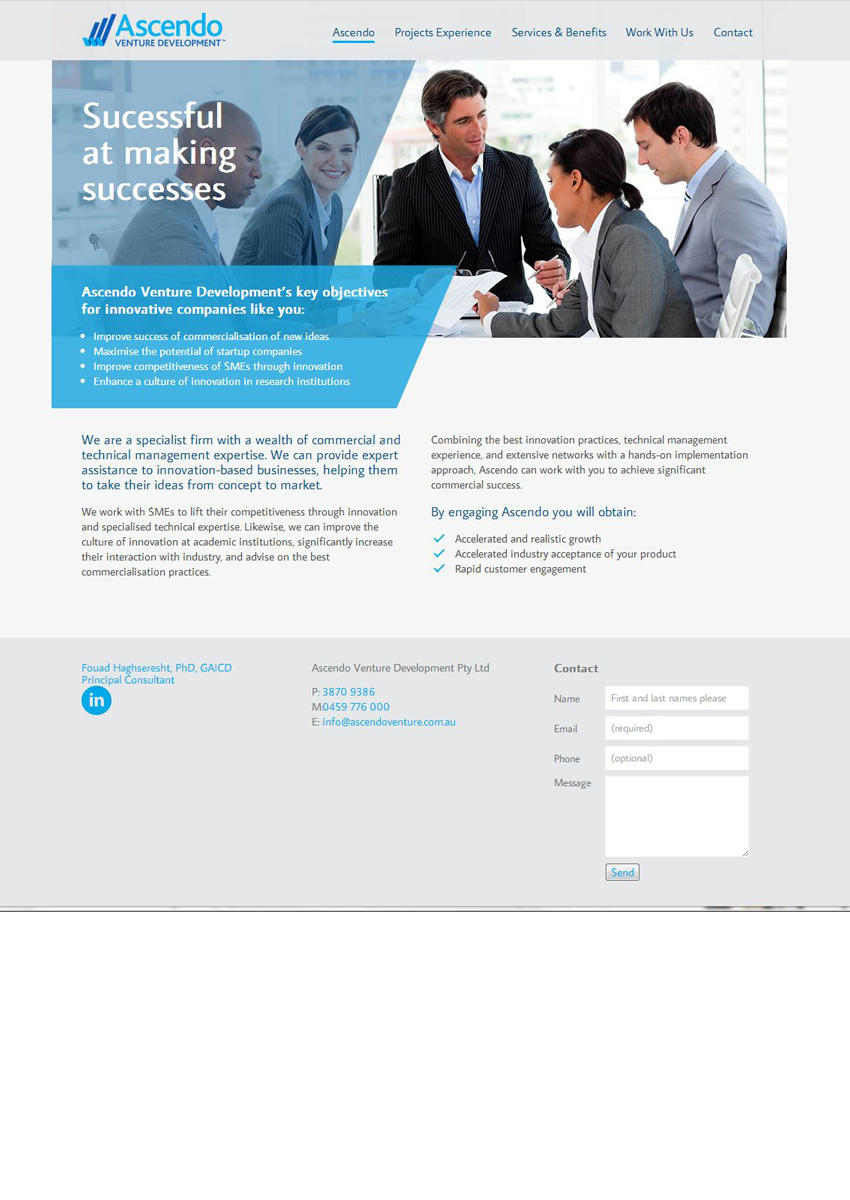 Ascendo
VENTURE DEVELOPMENT™
Ascendo
Projects Experience
Services & Benefits
Work With Us
Contact
Sucessful
at making
successes
Ascendo Venture Development's key objectives
for innovative companies like you:
• Improve success of commercialisation of new ideas
• Maximise the potential of startup companies
• Improve competitiveness of SMEs through innovation
• Enhance a culture of innovation in research institutions
We are a specialist firm with a wealth of commercial and
technical management expertise. We can provide expert
assistance to innovation-based businesses, helping them
to take their ideas from concept to market.
We work with SMEs to lift their competitiveness through innovation
and specialised technical expertise. Likewise, we can improve the
culture of innovation at academic institutions, significantly increase
their interaction with industry, and advise on the best
commercialisation practices.
Combining the best innovation practices, technical management
experience, and extensive networks with a hands-on implementation
approach, Ascendo can work with you to achieve significant
commercial success.
By engaging Ascendo you will obtain:
Accelerated and realistic growth
Accelerated industry acceptance of your product
Rapid customer engagement
Fouad Haghseresht, PhD, GAICD
Principal Consultant
in
Ascendo Venture Development Pty Ltd
P: 3870 9386
M:0459 776 000
E: info@ascendoventure.com.au
Contact
Name
First and last names please
Email
(required)
Phone
(optional)
Message
Send